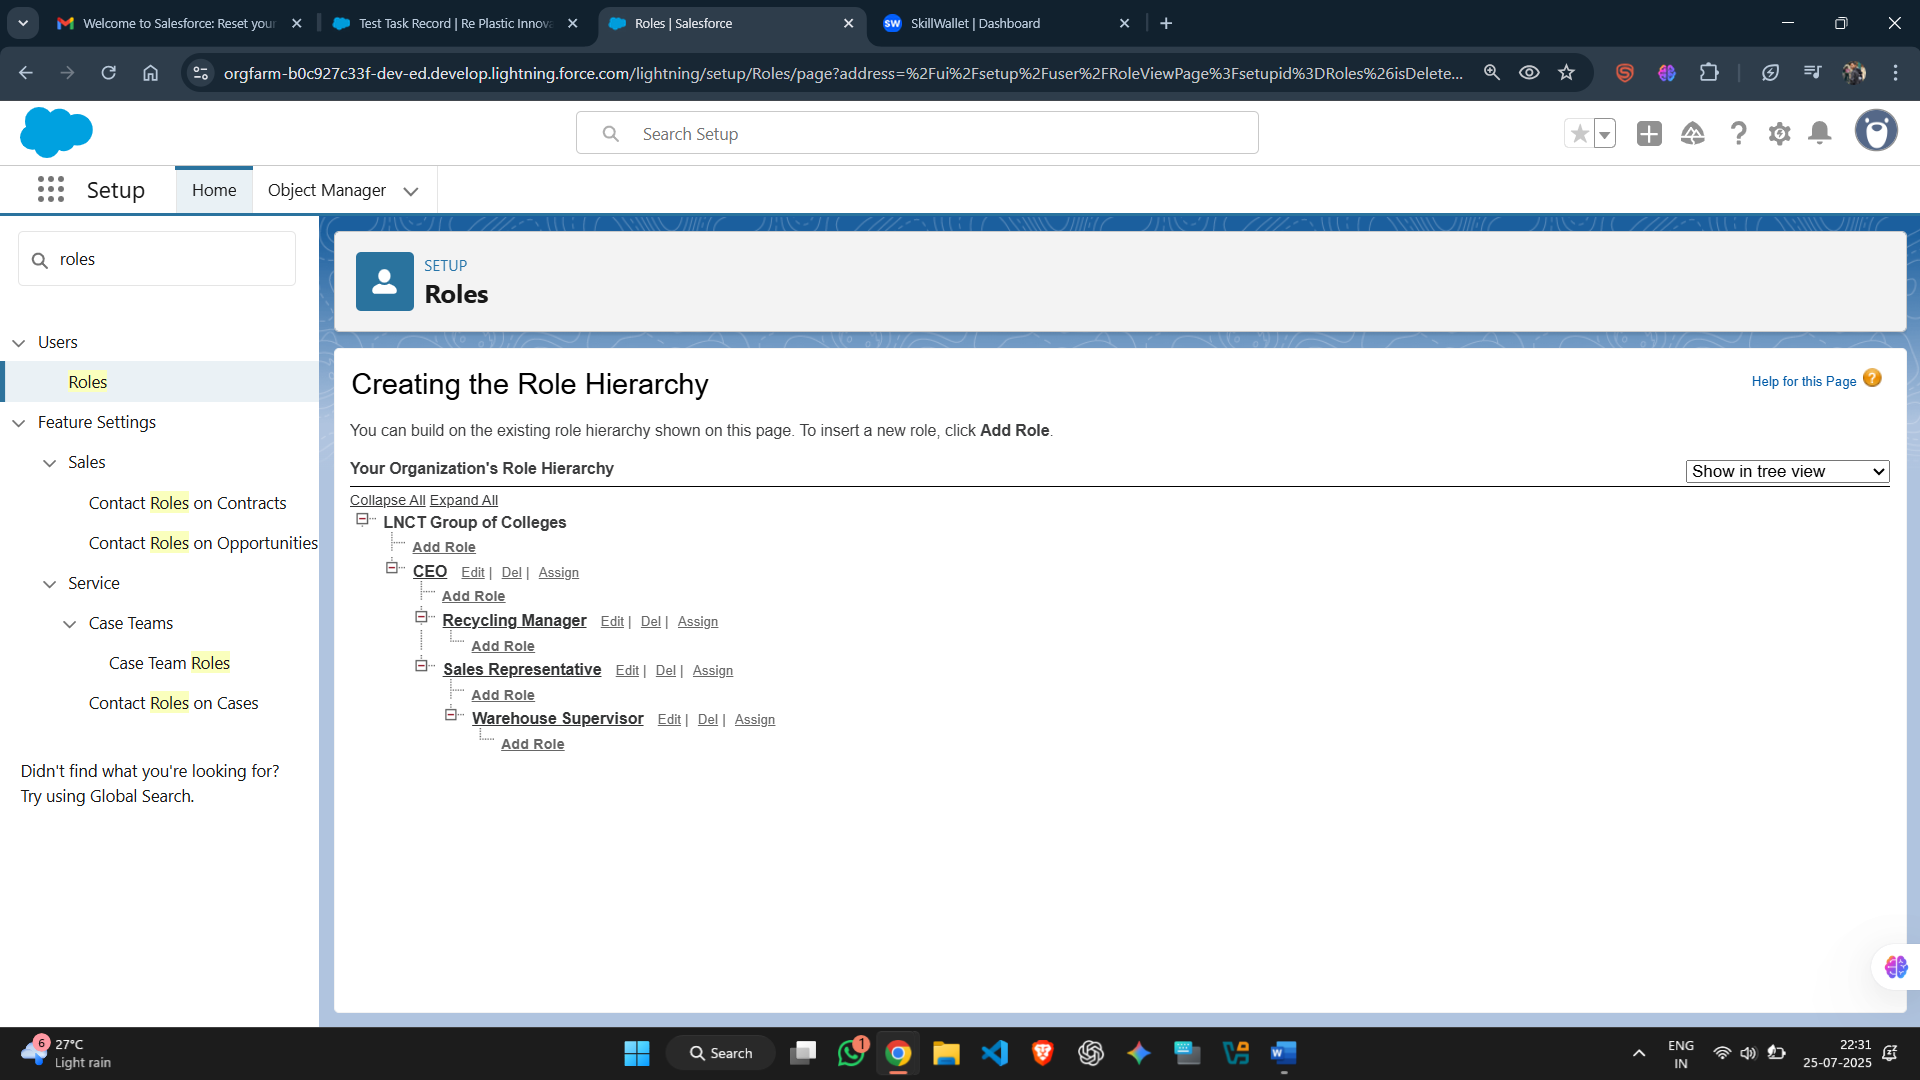 Welcome to Salesforce: Reset your
Test Task Record | Re Plastic Innova
Roles | Salesforce
SW
SkillWallet | Dashboard
orgfarm-b0c927c33f-dev-ed.develop.lightning.force.com/lightning/setup/Roles/page?address=%2Fui%2Fsetup%2Fuser%2FRoleViewPage%3Fsetupid%3DRoles%26isDelete...
Search Setup
Setup
Home
Object Manager
roles
Users
Roles
Feature Settings
Sales
Contact Roles on Contracts
Contact Roles on Opportunities
Service
Case Teams
Case Team Roles
Contact Roles on Cases
Didn't find what you're looking for?
Try using Global Search.
SETUP
Roles
Creating the Role Hierarchy
Help for this Page ?
You can build on the existing role hierarchy shown on this page. To insert a new role, click Add Role.
Your Organization's Role Hierarchy
Show in tree view
Collapse All Expand All
LNCT Group of Colleges
Add Role
CEO Edit | Del | Assign
Add Role
Recycling Manager Edit | Del | Assign
Add Role
Sales Representative Edit | Del | Assign
Add Role
Warehouse Supervisor Edit | Del | Assign
Add Role
6
27°C
Light rain
Search
1
ENG
IN
22:31
25-07-2025